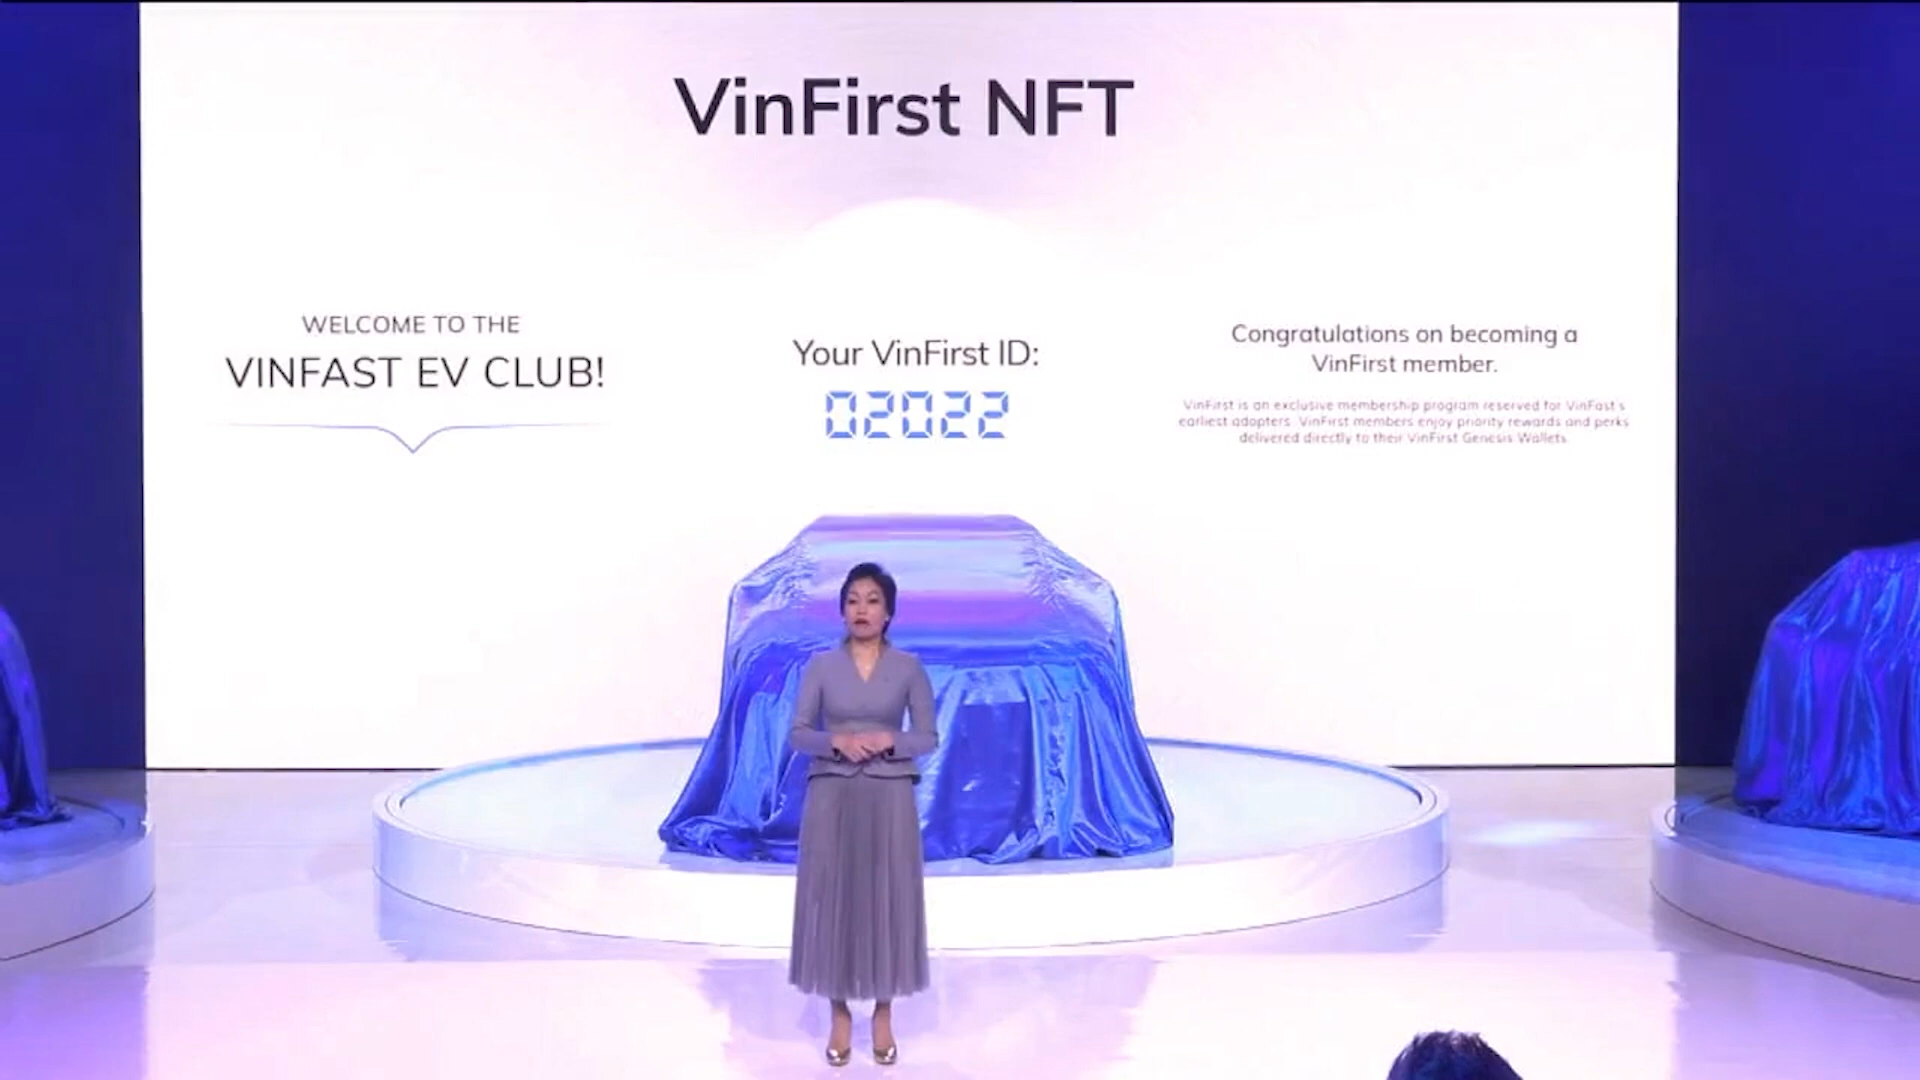 VinFirst NFT
WELCOME TO THE
VINFAST EV CLUB!
Your VinFirst ID:
02022
Congratulations on becoming a
VinFirst member.
VinFirst is an exclusive membership program reserved for VinFast's
earliest adopters. VinFirst members enjoy priority rewards and perks
delivered directly to their VinFirst Genesis Wallets.